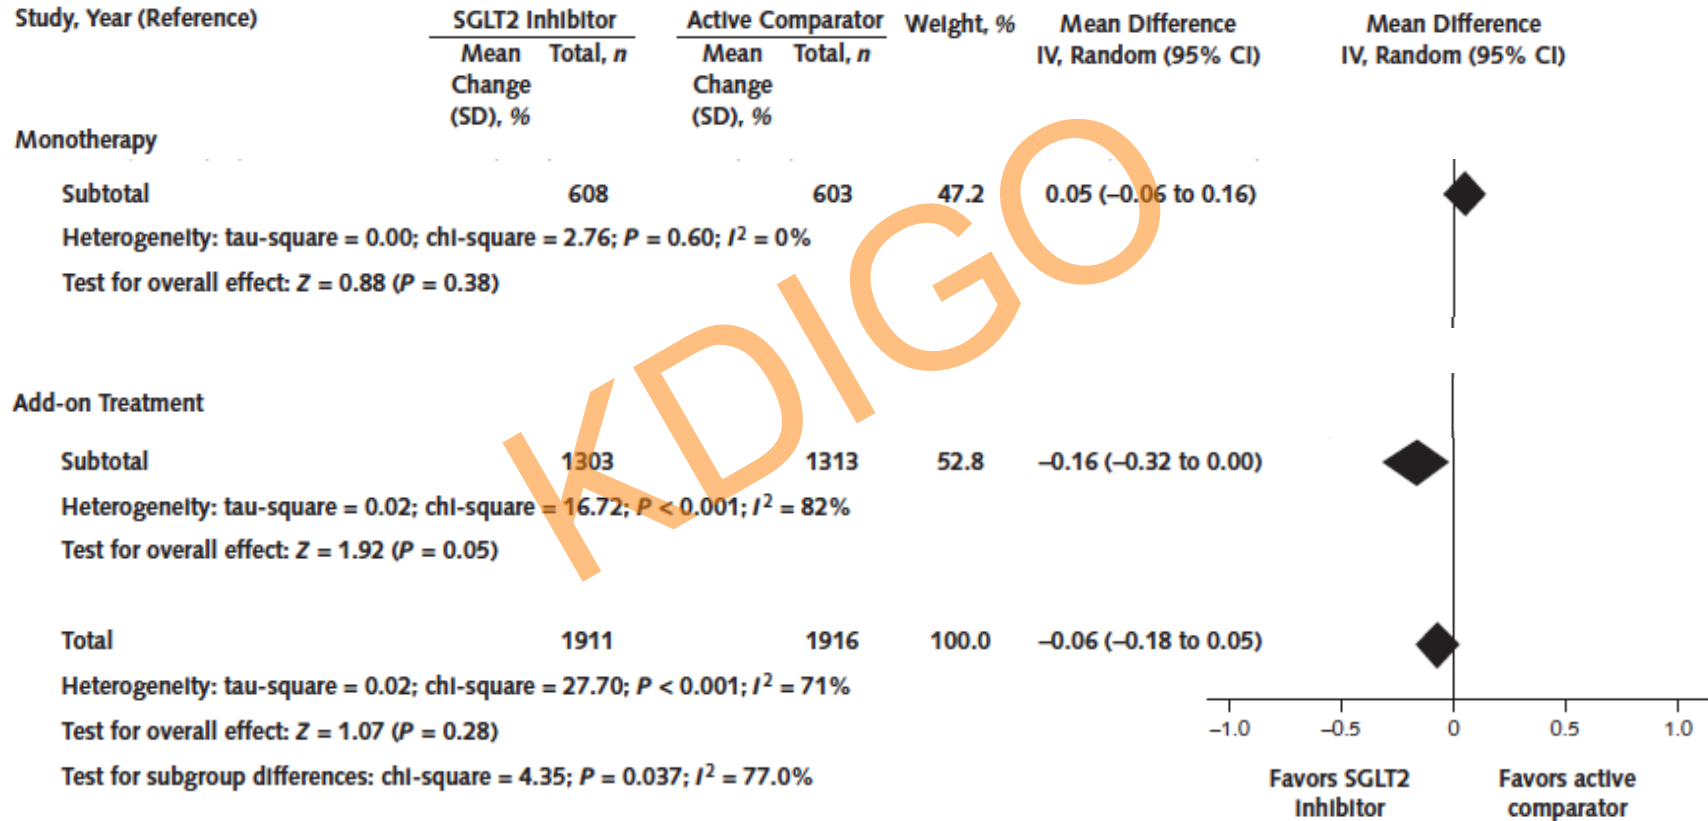 Study, Year (Reference) SGLT2 Inhibitor Active Comparator Weight, % Mean Difference Mean Difference
Mean Total, n Mean Total, n IV, Random (95% CI) IV, Random (95% CI)
Change Change
(SD), % (SD), %
Monotherapy
Subtotal 608 603 47.2 0.05 (–0.06 to 0.16)
Heterogeneity: tau-square = 0.00; chi-square = 2.76; P = 0.60; I² = 0%
Test for overall effect: Z = 0.88 (P = 0.38)
KDIGO
Add-on Treatment
Subtotal 1303 1313 52.8 –0.16 (–0.32 to 0.00)
Heterogeneity: tau-square = 0.02; chi-square = 16.72; P < 0.001; I² = 82%
Test for overall effect: Z = 1.92 (P = 0.05)
Total 1911 1916 100.0 –0.06 (–0.18 to 0.05)
Heterogeneity: tau-square = 0.02; chi-square = 27.70; P < 0.001; I² = 71%
Test for overall effect: Z = 1.07 (P = 0.28)
–1.0 –0.5 0 0.5 1.0
Test for subgroup differences: chi-square = 4.35; P = 0.037; I² = 77.0%
Favors SGLT2 Favors active
inhibitor comparator